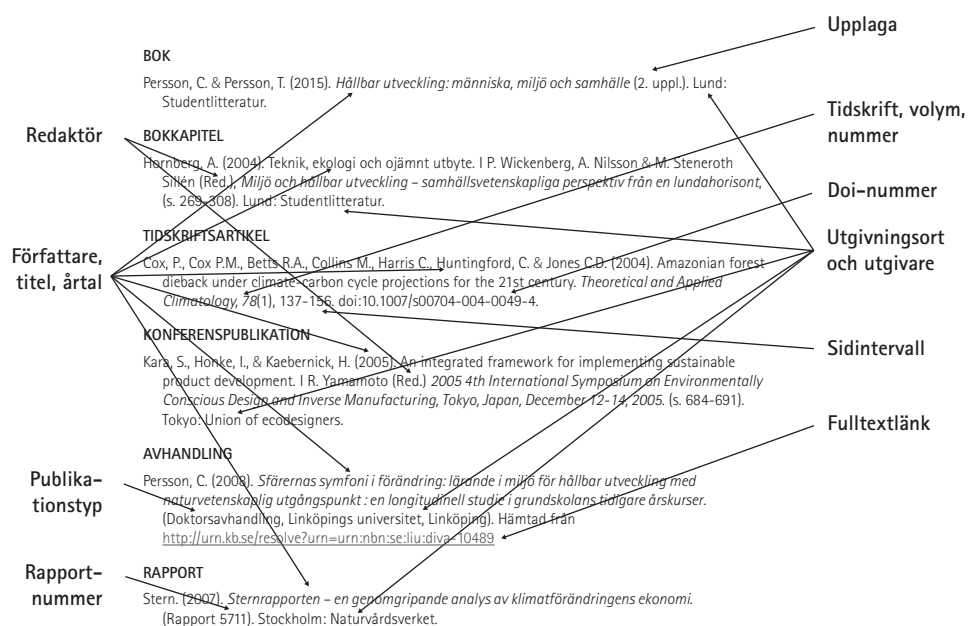 Upplaga
BOK
Persson, C. & Persson, T. (2015). Hållbar utveckling: människa, miljö och samhälle (2. uppl.). Lund:
Studentlitteratur.
Tidskrift, volym,
nummer
Redaktör
BOKKAPITEL
Hornberg, A. (2004). Teknik, ekologi och ojämnt utbyte. I P. Wickenberg, A. Nilsson & M. Steneroth
Sillén (Red.), Miljö och hållbar utveckling – samhällsvetenskapliga perspektiv från en lundahorisont,
(s. 269-308). Lund: Studentlitteratur.
Doi-nummer
Författare,
titel, årtal
TIDSKRIFTSARTIKEL
Cox, P., Cox P.M., Betts R.A., Collins M., Harris C., Huntingford, C. & Jones C.D. (2004). Amazonian forest
dieback under climate-carbon cycle projections for the 21st century. Theoretical and Applied
Climatology, 78(1), 137-156. doi:10.1007/s00704-004-0049-4.
Utgivningsort
och utgivare
KONFERENSPUBLIKATION
Kara, S., Honke, I., & Kaebernick, H. (2005). An integrated framework for implementing sustainable
product development. I R. Yamamoto (Red.) 2005 4th International Symposium on Environmentally
Conscious Design and Inverse Manufacturing, Tokyo, Japan, December 12-14, 2005. (s. 684-691).
Tokyo: Union of ecodesigners.
Sidintervall
Fulltextlänk
AVHANDLING
Persson, C. (2008). Sfärernas symfoni i förändring: lärande i miljö för hållbar utveckling med
naturvetenskaplig utgångspunkt : en longitudinell studie i grundskolans tidigare årskurser.
(Doktorsavhandling, Linköpings universitet, Linköping). Hämtad från
http://urn.kb.se/resolve?urn=urn:nbn:se:liu:diva-10489
Publika-
tionstyp
Rapport-
nummer
RAPPORT
Stern. (2007). Sternrapporten – en genomgripande analys av klimatförändringens ekonomi.
(Rapport 5711). Stockholm: Naturvårdsverket.